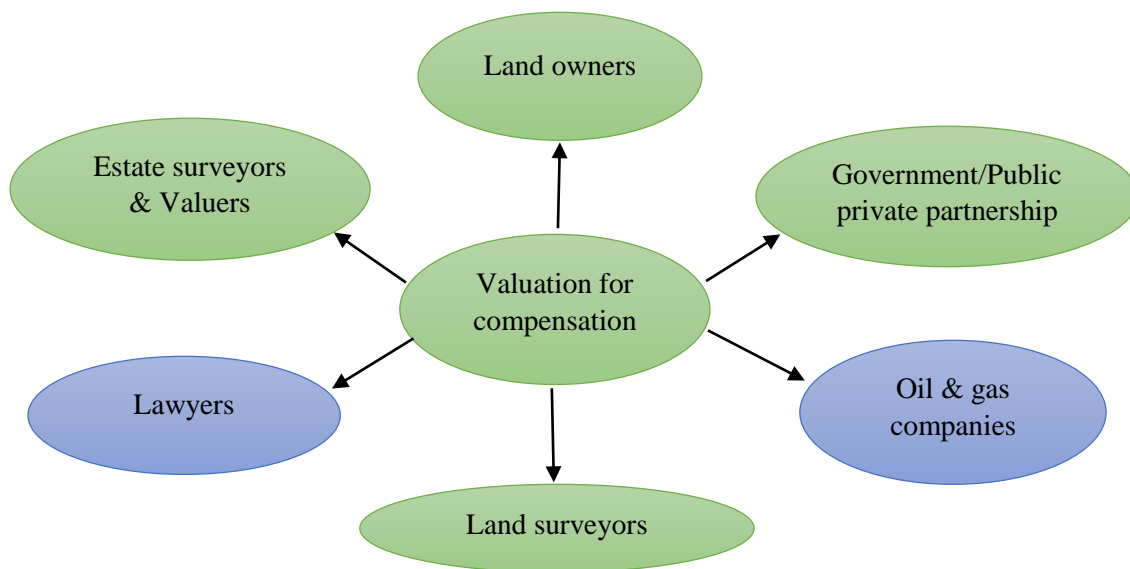 Land owners
Estate surveyors
& Valuers
Government/Public
private partnership
Valuation for
compensation
Lawyers
Oil & gas
companies
Land surveyors